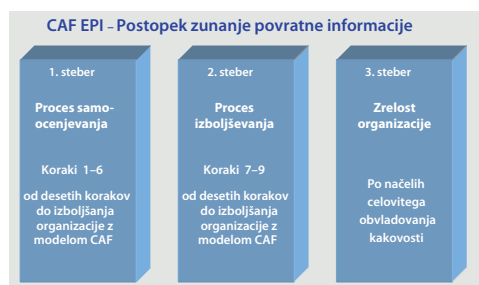 CAF EPI – Postopek zunanje povratne informacije
1. steber
Proces samo-
ocenjevanja
Koraki 1–6
od desetih korakov
do izboljšanja
organizacije z
modelom CAF
2. steber
Proces
izboljševanja
Koraki 7–9
od desetih korakov
do izboljšanja
organizacije z
modelom CAF
3. steber
Zrelost
organizacije
Po načelih
celovitega
obvladovanja
kakovosti